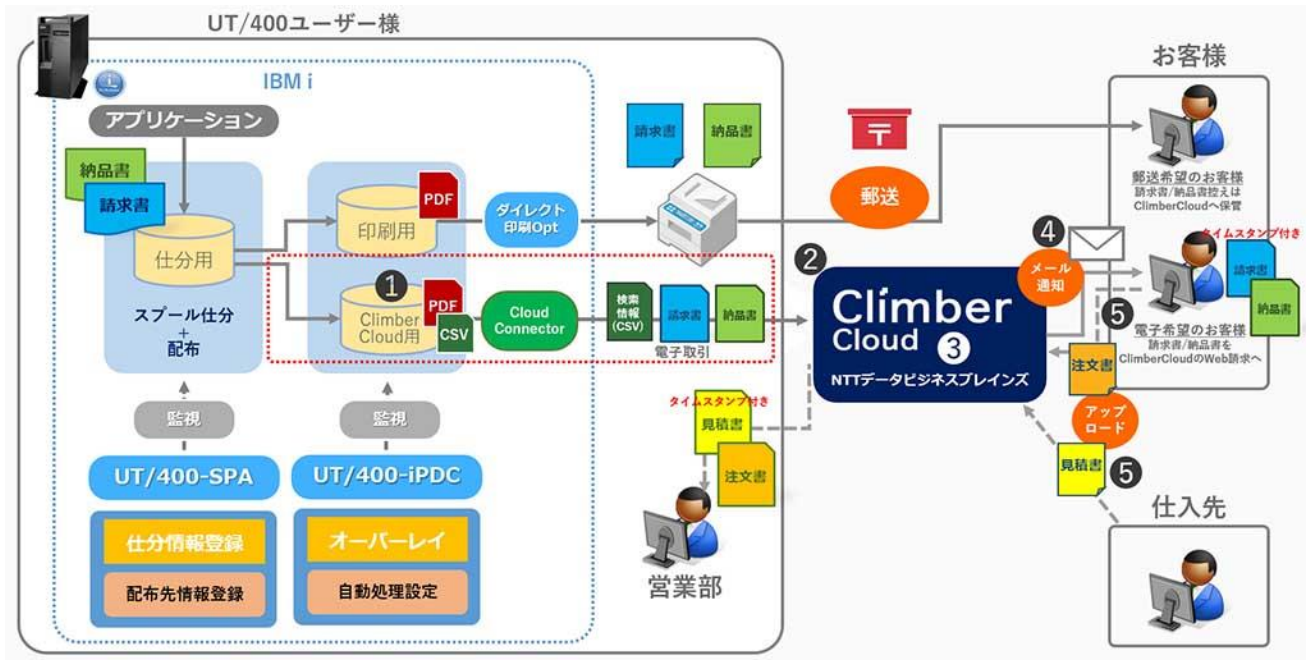 UT/400ユーザー様
IBM i
アプリケーション
納品書
請求書
仕分用
スプール仕分
+
配布
監視
UT/400-SPA
仕分情報登録
配布先情報登録
印刷用
PDF
ダイレクト
印刷Opt
請求書
納品書
〒
郵送
❶
Climber
Cloud用
PDF
CSV
Cloud
Connector
検索
情報
(CSV)
請求書
納品書
電子取引
監視
UT/400-iPDC
オーバーレイ
自動処理設定
タイムスタンプ付き
見積書
注文書
営業部
❷
Climber
Cloud
❸
NTTデータビジネスブレインズ
❹
メール
通知
❺
注文書
アップ
ロード
見積書
❺
お客様
郵送希望のお客様
請求書/納品書控えは
ClimberCloudへ保管
タイムスタンプ付き
請求書
納品書
電子希望のお客様
請求書/納品書を
ClimberCloudのWeb請求へ
仕入先